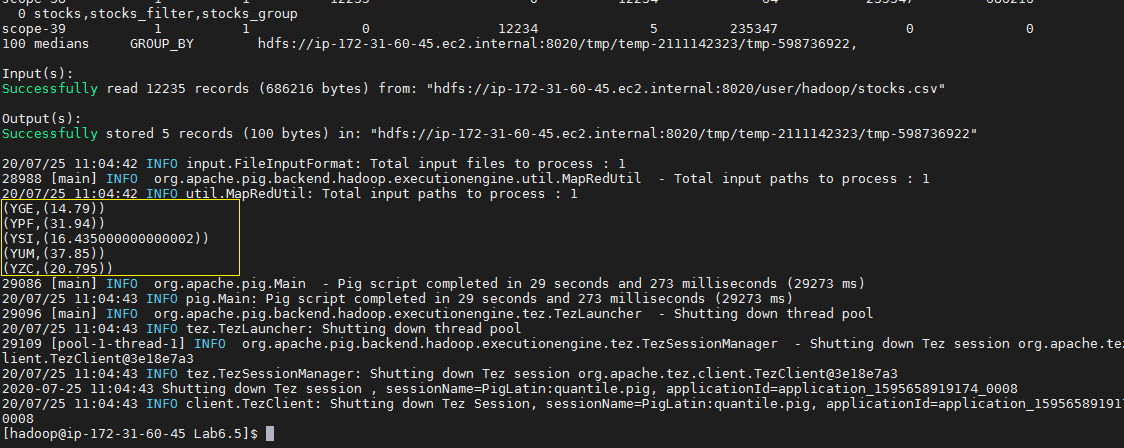 scope-38 1 1 12235 0 12234 64 235347 686216
0 stocks,stocks_filter,stocks_group
scope-39 1 1 0 12234 5 235347 0 0
100 medians GROUP_BY hdfs://ip-172-31-60-45.ec2.internal:8020/tmp/temp-2111142323/tmp-598736922,
Input(s):
Successfully read 12235 records (686216 bytes) from: "hdfs://ip-172-31-60-45.ec2.internal:8020/user/hadoop/stocks.csv"
Output(s):
Successfully stored 5 records (100 bytes) in: "hdfs://ip-172-31-60-45.ec2.internal:8020/tmp/temp-2111142323/tmp-598736922"
20/07/25 11:04:42 INFO input.FileInputFormat: Total input files to process : 1
28988 [main] INFO org.apache.pig.backend.hadoop.executionengine.util.MapRedUtil - Total input paths to process : 1
20/07/25 11:04:42 INFO util.MapRedUtil: Total input paths to process : 1
(YGE,(14.79))
(YPF,(31.94))
(YSI,(16.435000000000002))
(YUM,(37.85))
(YZC,(20.795))
29086 [main] INFO org.apache.pig.Main - Pig script completed in 29 seconds and 273 milliseconds (29273 ms)
20/07/25 11:04:43 INFO pig.Main: Pig script completed in 29 seconds and 273 milliseconds (29273 ms)
29096 [main] INFO org.apache.pig.backend.hadoop.executionengine.tez.TezLauncher - Shutting down thread pool
20/07/25 11:04:43 INFO tez.TezLauncher: Shutting down thread pool
29109 [pool-1-thread-1] INFO org.apache.pig.backend.hadoop.executionengine.tez.TezSessionManager - Shutting down Tez session org.apache.tez
lient.TezClient@3e18e7a3
20/07/25 11:04:43 INFO tez.TezSessionManager: Shutting down Tez session org.apache.tez.client.TezClient@3e18e7a3
2020-07-25 11:04:43 Shutting down Tez session , sessionName=PigLatin:quantile.pig, applicationId=application_1595658919174_0008
20/07/25 11:04:43 INFO client.TezClient: Shutting down Tez Session, sessionName=PigLatin:quantile.pig, applicationId=application_159565891917
0008
[hadoop@ip-172-31-60-45 Lab6.5]$